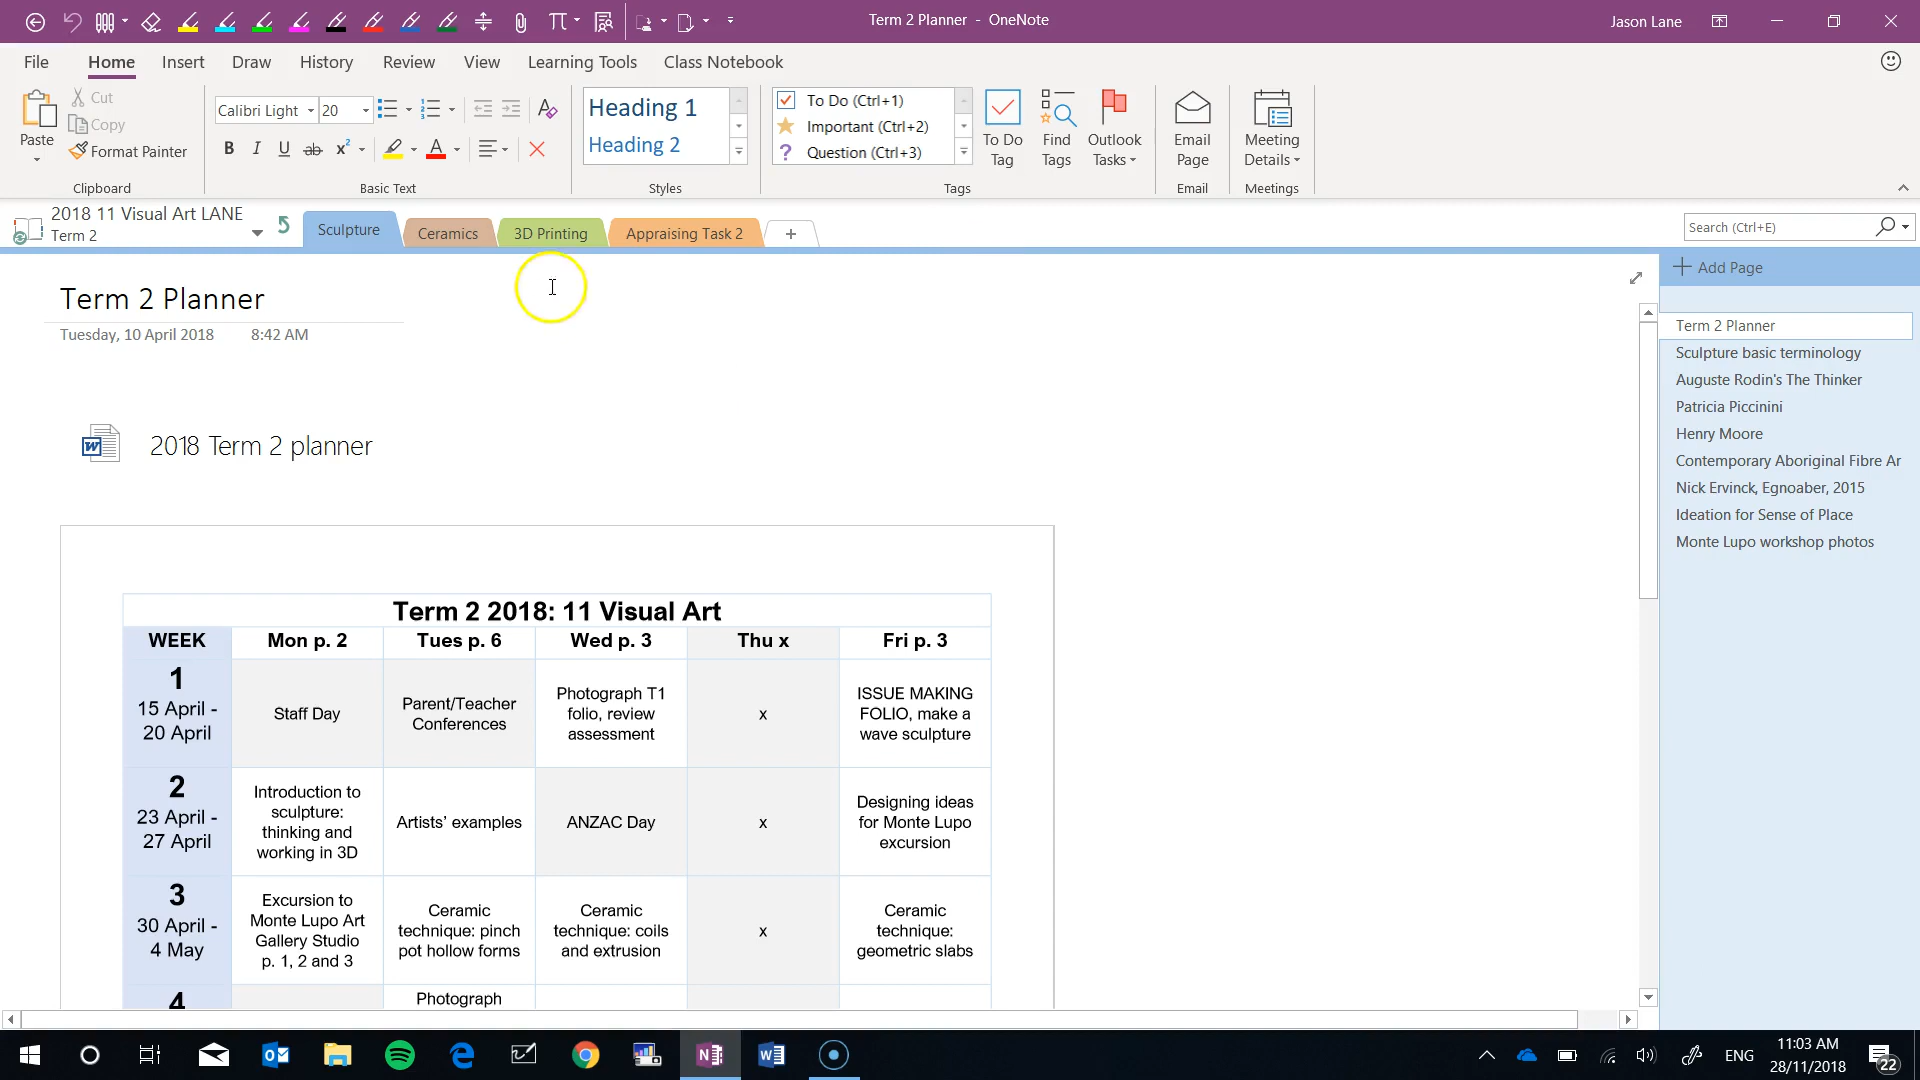 Term 2 Planner - OneNote
Jason Lane
File
Home
Insert
Draw
History
Review
View
Learning Tools
Class Notebook
Paste
Cut
Copy
Format Painter
Clipboard
Calibri Light
20
B I U ab x²
A
Basic Text
Heading 1
Heading 2
Styles
To Do (Ctrl+1)
Important (Ctrl+2)
Question (Ctrl+3)
To Do
Tag
Find
Tags
Outlook
Tasks
Tags
Email
Page
Email
Meeting
Details
Meetings
2018 11 Visual Art LANE
Term 2
Sculpture
Ceramics
3D Printing
Appraising Task 2
Search (Ctrl+E)
Add Page
Term 2 Planner
Sculpture basic terminology
Auguste Rodin's The Thinker
Patricia Piccinini
Henry Moore
Contemporary Aboriginal Fibre Ar
Nick Ervinck, Egnoaber, 2015
Ideation for Sense of Place
Monte Lupo workshop photos
Term 2 Planner
Tuesday, 10 April 2018 8:42 AM
2018 Term 2 planner
Term 2 2018: 11 Visual Art
WEEK
Mon p. 2
Tues p. 6
Wed p. 3
Thu x
Fri p. 3
1
15 April -
20 April
Staff Day
Parent/Teacher
Conferences
Photograph T1
folio, review
assessment
x
ISSUE MAKING
FOLIO, make a
wave sculpture
2
23 April -
27 April
Introduction to
sculpture:
thinking and
working in 3D
Artists' examples
ANZAC Day
x
Designing ideas
for Monte Lupo
excursion
3
30 April -
4 May
Excursion to
Monte Lupo Art
Gallery Studio
p. 1, 2 and 3
Ceramic
technique: pinch
pot hollow forms
Ceramic
technique: coils
and extrusion
x
Ceramic
technique:
geometric slabs
4
Photograph
ENG
11:03 AM
28/11/2018
22